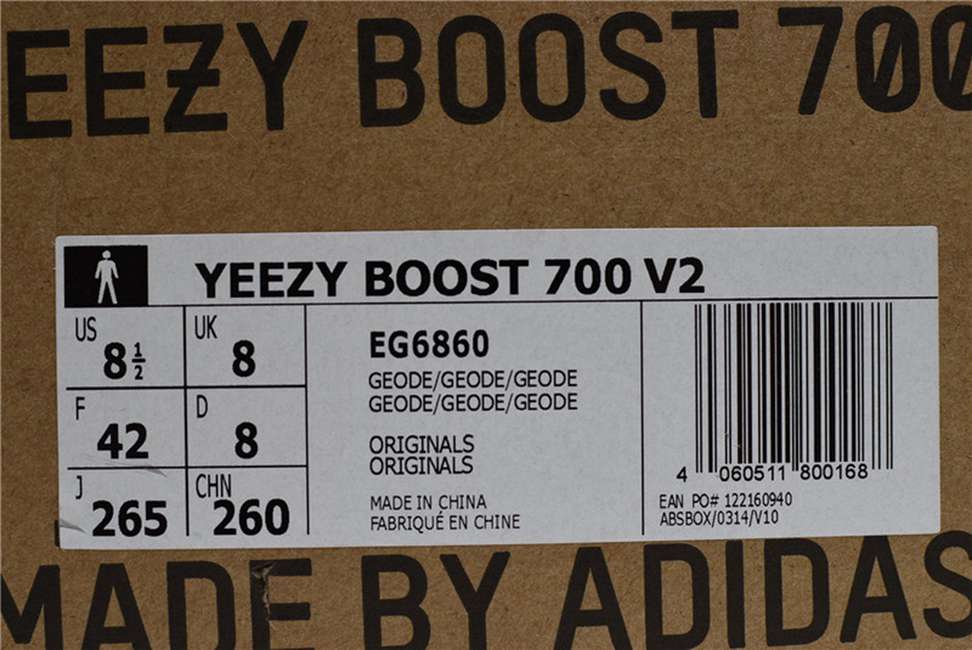 YEEZY BOOST 700
YEEZY BOOST 700 V2
US 8 1/2
UK 8
F 42
D 8
J 265
CHN 260
EG6860
GEODE/GEODE/GEODE
GEODE/GEODE/GEODE
ORIGINALS
ORIGINALS
MADE IN CHINA
FABRIQUÉ EN CHINE
4 060511 800168
EAN PO# 122160940
ABSBOX/0314/V10
MADE BY ADIDAS